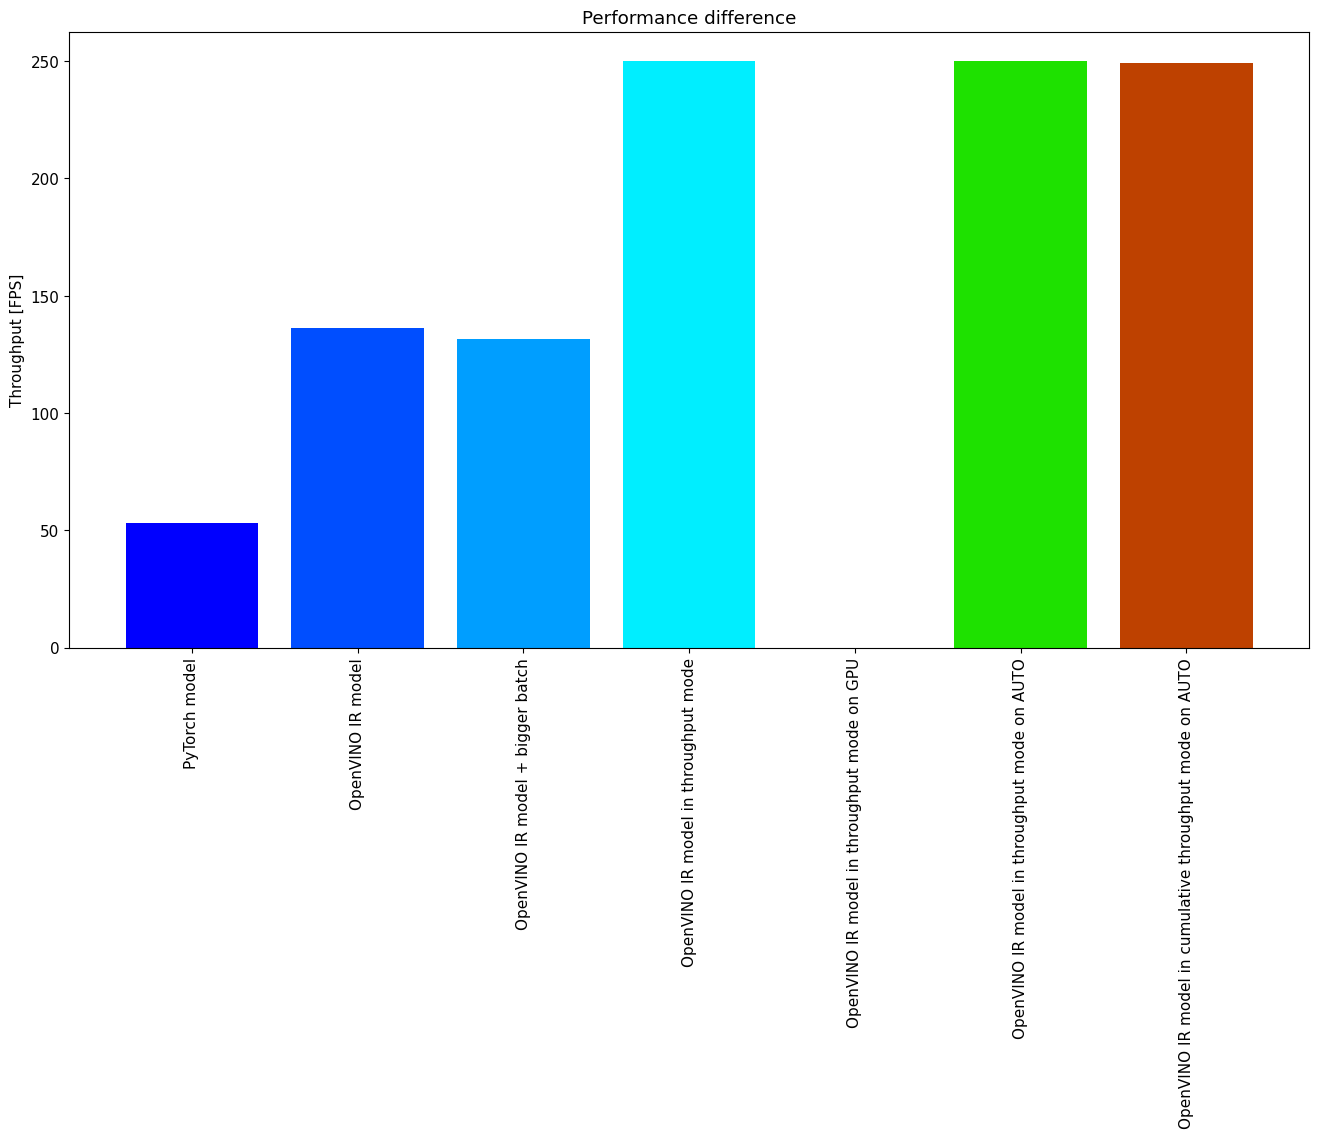 Performance difference
Throughput [FPS]
250
200
150
100
50
0
PyTorch model
OpenVINO IR model
OpenVINO IR model + bigger batch
OpenVINO IR model in throughput mode
OpenVINO IR model in throughput mode on GPU
OpenVINO IR model in throughput mode on AUTO
OpenVINO IR model in cumulative throughput mode on AUTO